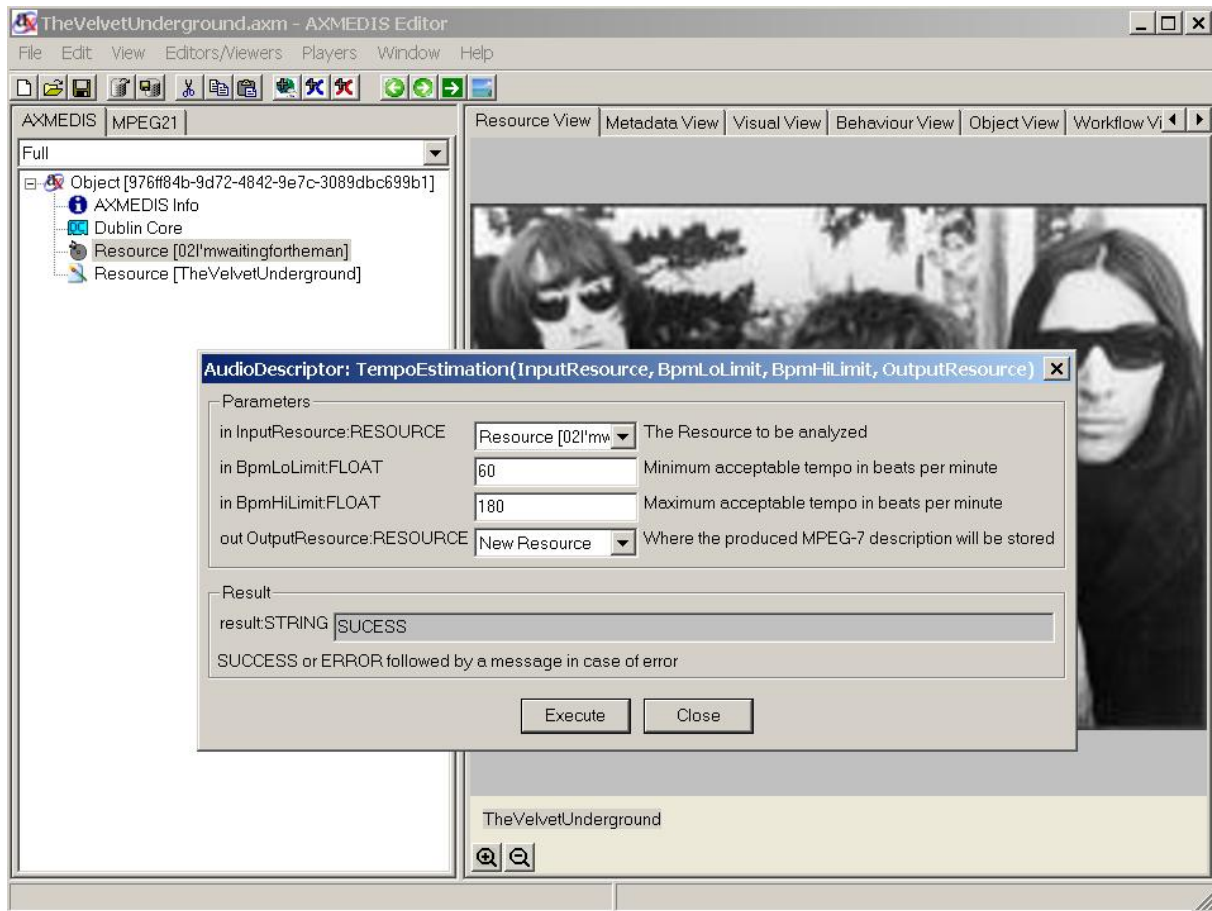 TheVelvetUnderground.axm - AXMEDIS Editor
File Edit View Editors/Viewers Players Window Help
AXMEDIS MPEG21
Resource View Metadata View Visual View Behaviour View Object View Workflow Vi
Full
Object [976ff84b-9d72-4842-9e7c-3089dbc699b1]
AXMEDIS Info
Dublin Core
Resource [02I'mwaitingfortheman]
Resource [TheVelvetUnderground]
AudioDescriptor: TempoEstimation(InputResource, BpmLoLimit, BpmHiLimit, OutputResource)
Parameters
in InputResource:RESOURCE Resource [02I'mw The Resource to be analyzed
in BpmLoLimit:FLOAT 60 Minimum acceptable tempo in beats per minute
in BpmHiLimit:FLOAT 180 Maximum acceptable tempo in beats per minute
out OutputResource:RESOURCE New Resource Where the produced MPEG-7 description will be stored
Result
result:STRING SUCESS
SUCCESS or ERROR followed by a message in case of error
Execute Close
TheVelvetUnderground